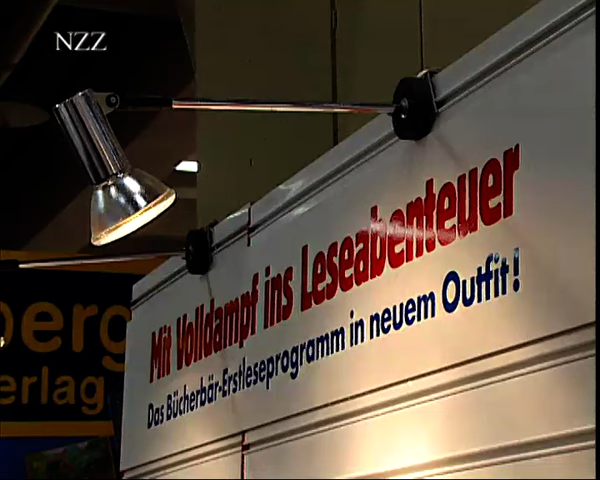 NZZ
Mit Volldampf ins Leseabenteuer
Das Bücherbär-Erstleseprogramm in neuem Outfit!
berg
erlag